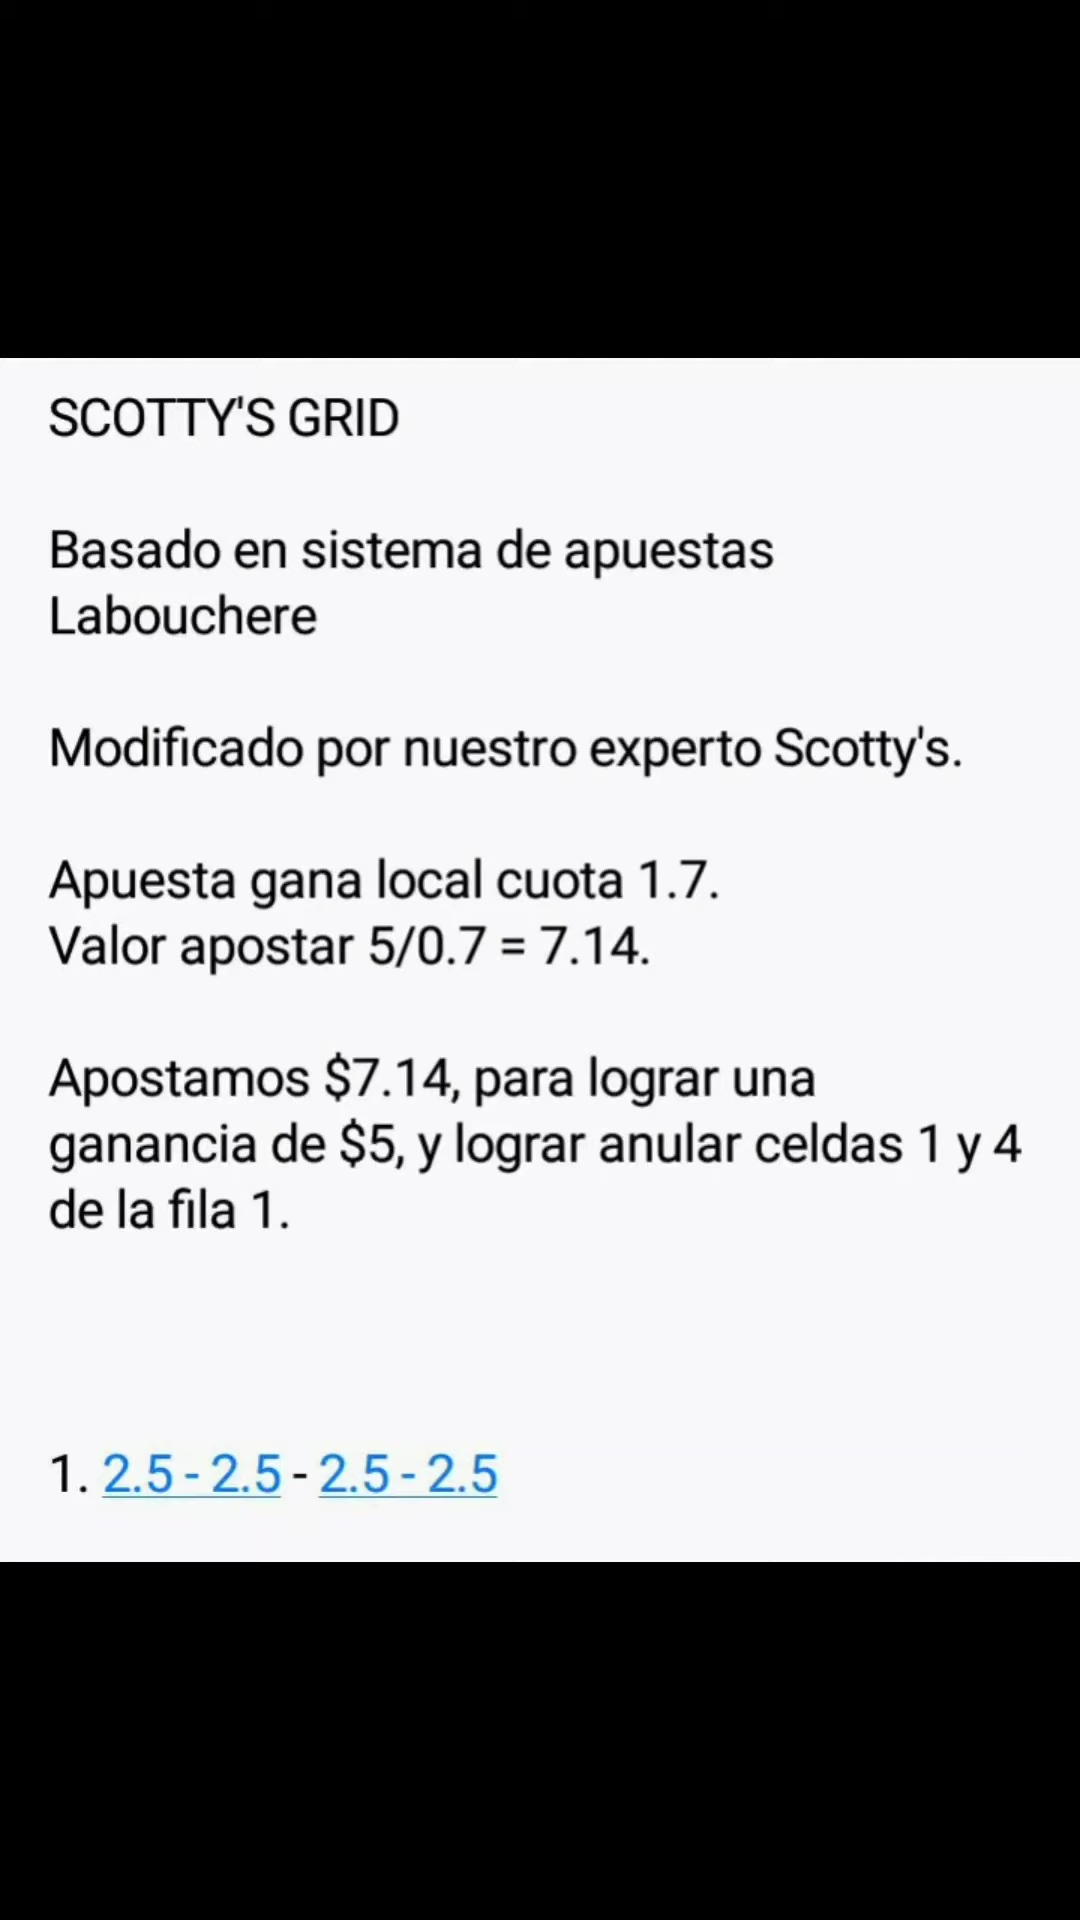 SCOTTY'S GRID
Basado en sistema de apuestas
Labouchere
Modificado por nuestro experto Scotty's.
Apuesta gana local cuota 1.7.
Valor apostar 5/0.7 = 7.14.
Apostamos $7.14, para lograr una
ganancia de $5, y lograr anular celdas 1 y 4
de la fila 1.
1. 2.5 - 2.5 - 2.5 - 2.5